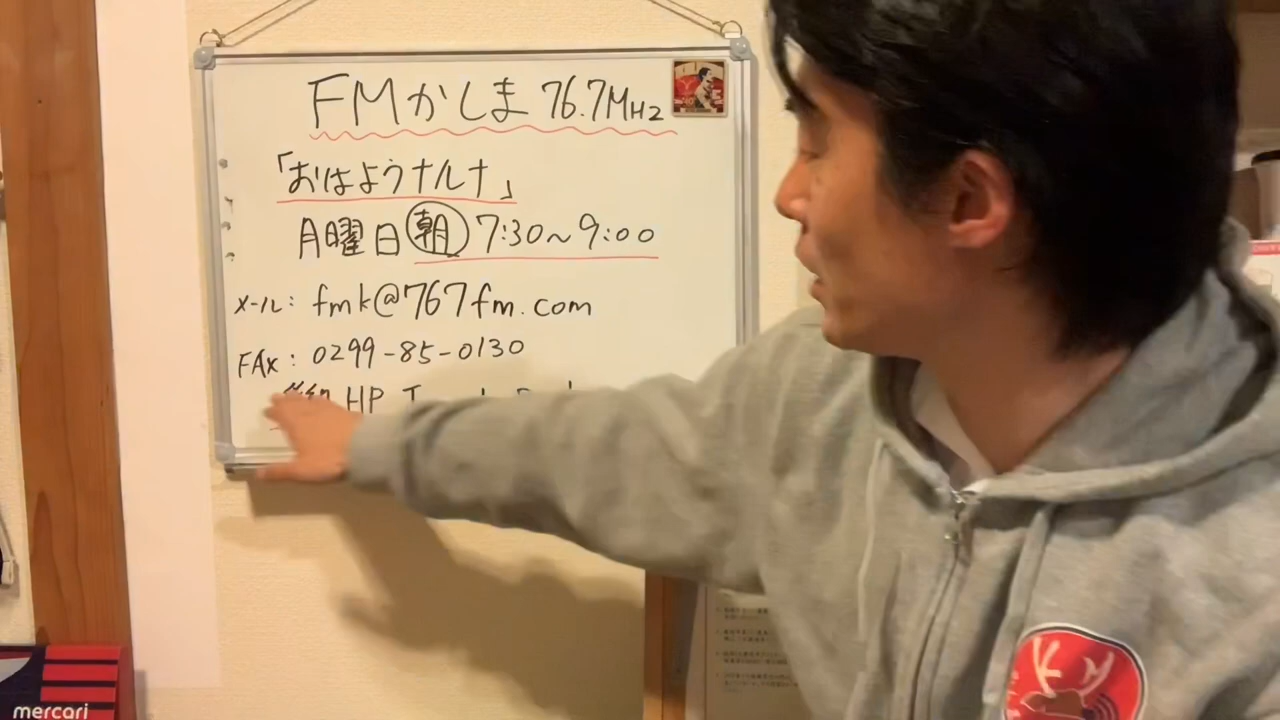 FMかしま 76.7MHz
「おはようナルナ」
月曜日 朝 7:30〜9:00
メール: fmk@767fm.com
FAX: 0299-85-0130
HP
mercari